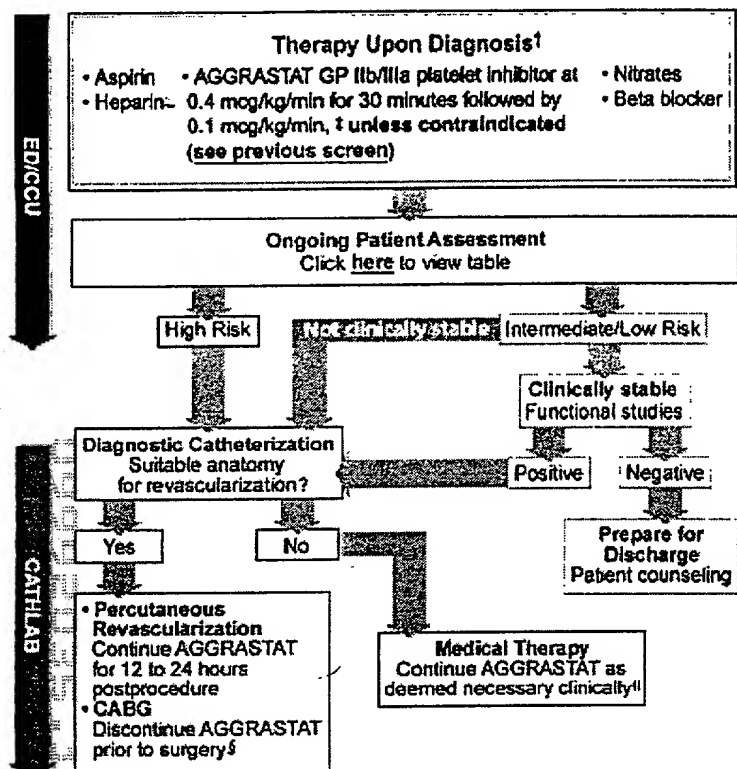 Therapy Upon Diagnosis†
• Aspirin
• Heparin
• AGGRASTAT GP IIb/IIIa platelet inhibitor at
0.4 mcg/kg/min for 30 minutes followed by
0.1 mcg/kg/min, ‡ unless contraindicated
(see previous screen)
• Nitrates
• Beta blocker
ED/CCU
Ongoing Patient Assessment
Click here to view table
High Risk
Not clinically stable
Intermediate/Low Risk
Clinically stable
Functional studies
Diagnostic Catheterization
Suitable anatomy
for revascularization?
Positive
Negative
Yes
No
Prepare for
Discharge
Patient counseling
CATHLAB
• Percutaneous
Revascularization
Continue AGGRASTAT
for 12 to 24 hours
postprocedure
• CABG
Discontinue AGGRASTAT
prior to surgery§
Medical Therapy
Continue AGGRASTAT as
deemed necessary clinically||